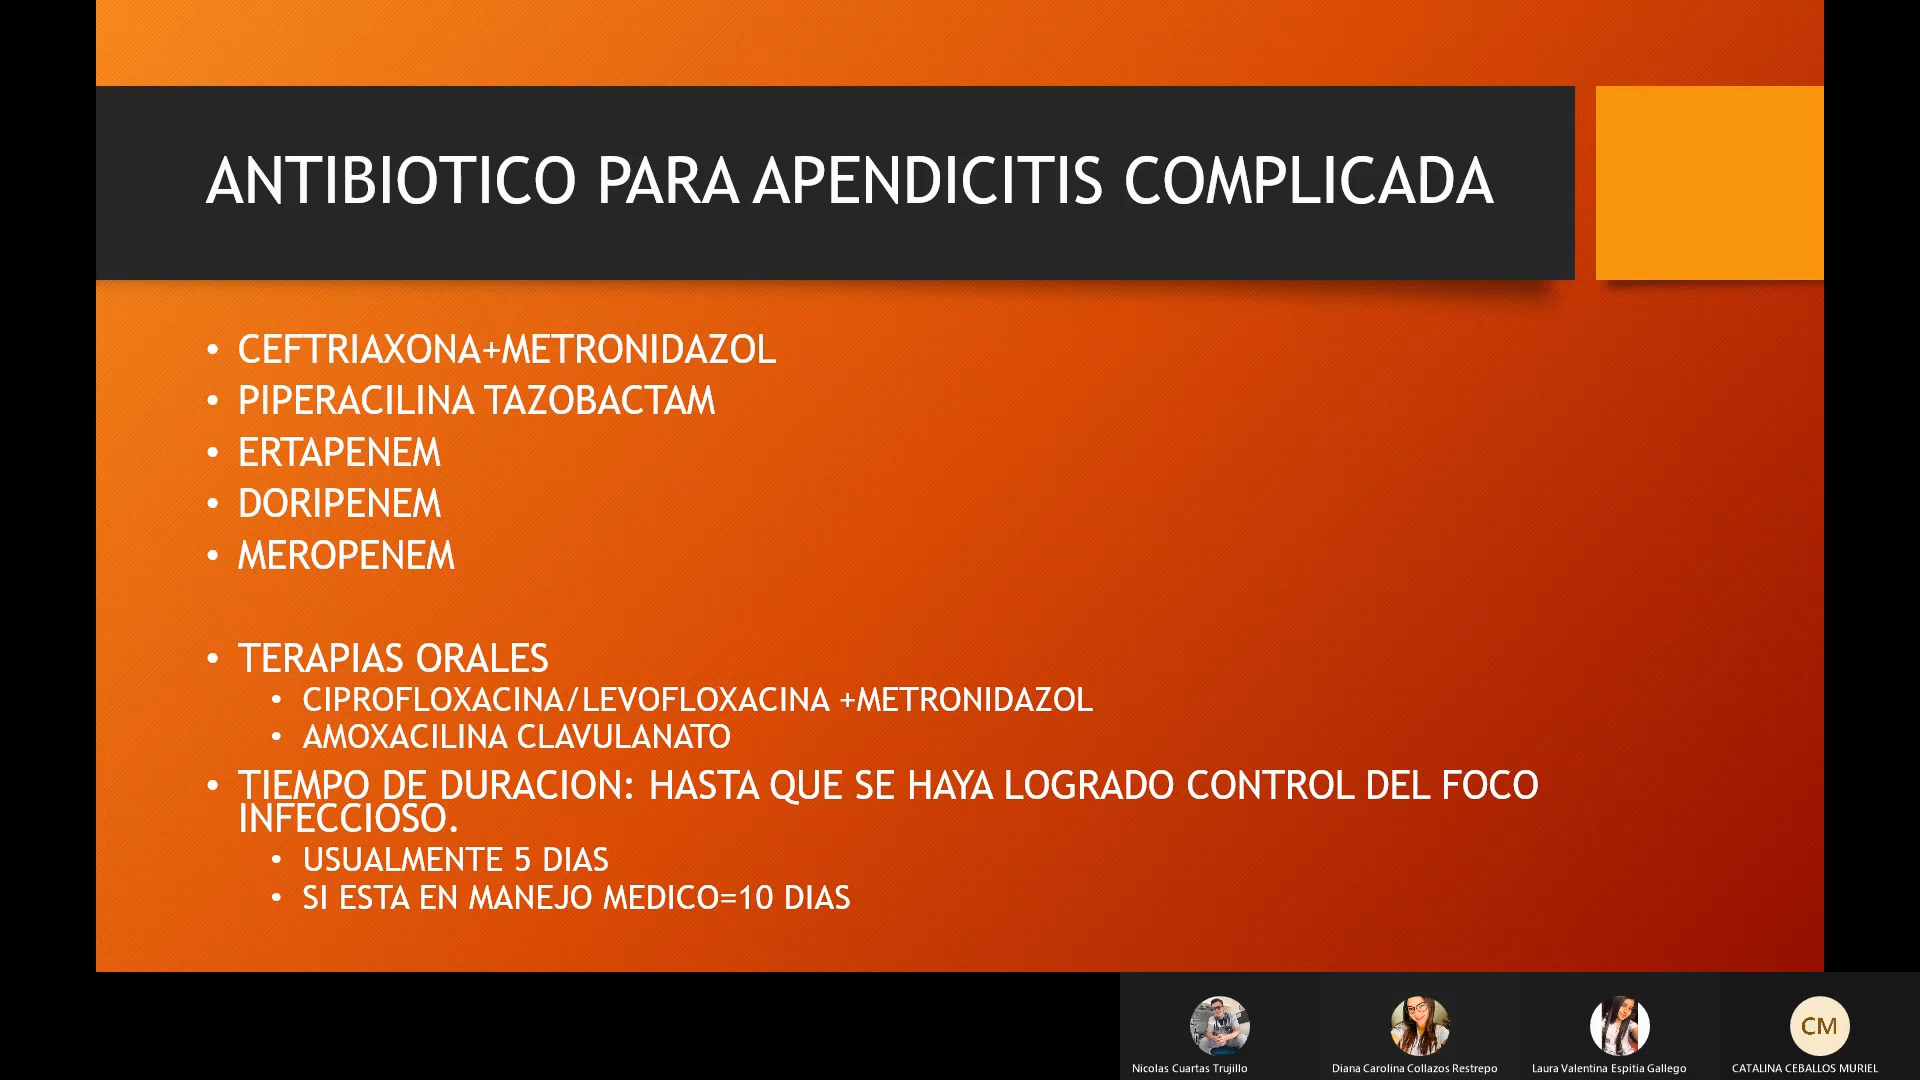 ANTIBIOTICO PARA APENDICITIS COMPLICADA
• CEFTRIAXONA+METRONIDAZOL
• PIPERACILINA TAZOBACTAM
• ERTAPENEM
• DORIPENEM
• MEROPENEM
• TERAPIAS ORALES
• CIPROFLOXACINA/LEVOFLOXACINA +METRONIDAZOL
• AMOXACILINA CLAVULANATO
• TIEMPO DE DURACION: HASTA QUE SE HAYA LOGRADO CONTROL DEL FOCO
INFECCIOSO.
• USUALMENTE 5 DIAS
• SI ESTA EN MANEJO MEDICO=10 DIAS
CM
Nicolas Cuartas Trujillo
Diana Carolina Collazos Restrepo
Laura Valentina Espitia Gallego
CATALINA CEBALLOS MURIEL